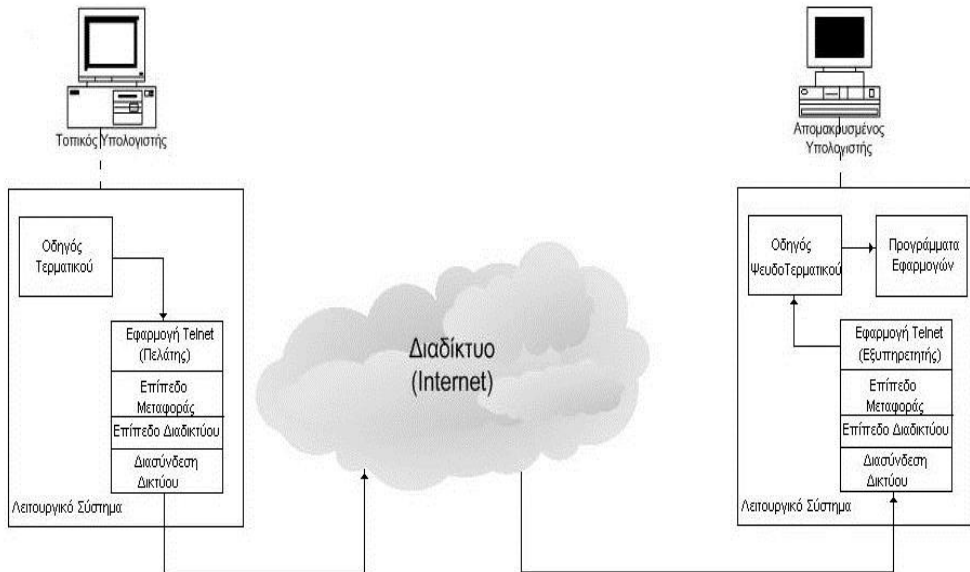 Τοπικός Υπολογιστής
Απομακρυσμένος
Υπολογιστής
Οδηγός
Τερματικού
Εφαρμογή Telnet
(Πελάτης)
Επίπεδο
Μεταφοράς
Επίπεδο Διαδικτύου
Διασύνδεση
Δικτύου
Λειτουργικό Σύστημα
Διαδίκτυο
(Internet)
Οδηγός
ΨευδοΤερματικού
Προγράμματα
Εφαρμογών
Εφαρμογή Telnet
(Εξυπηρετητής)
Επίπεδο
Μεταφοράς
Επίπεδο Διαδικτύου
Διασύνδεση
Δικτύου
Λειτουργικό Σύστημα